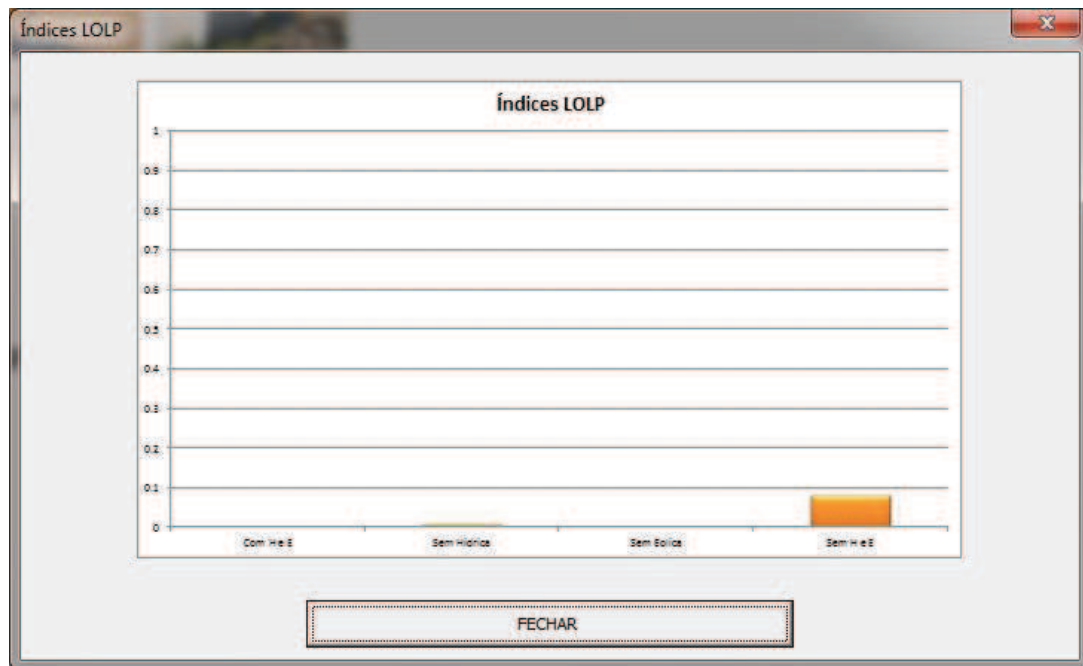 Índices LOLP
Índices LOLP
1
0.9
0.8
0.7
0.6
0.5
0.4
0.3
0.2
0.1
0
Com H e E
Sem Hídrica
Sem Eolica
Sem H e E
FECHAR